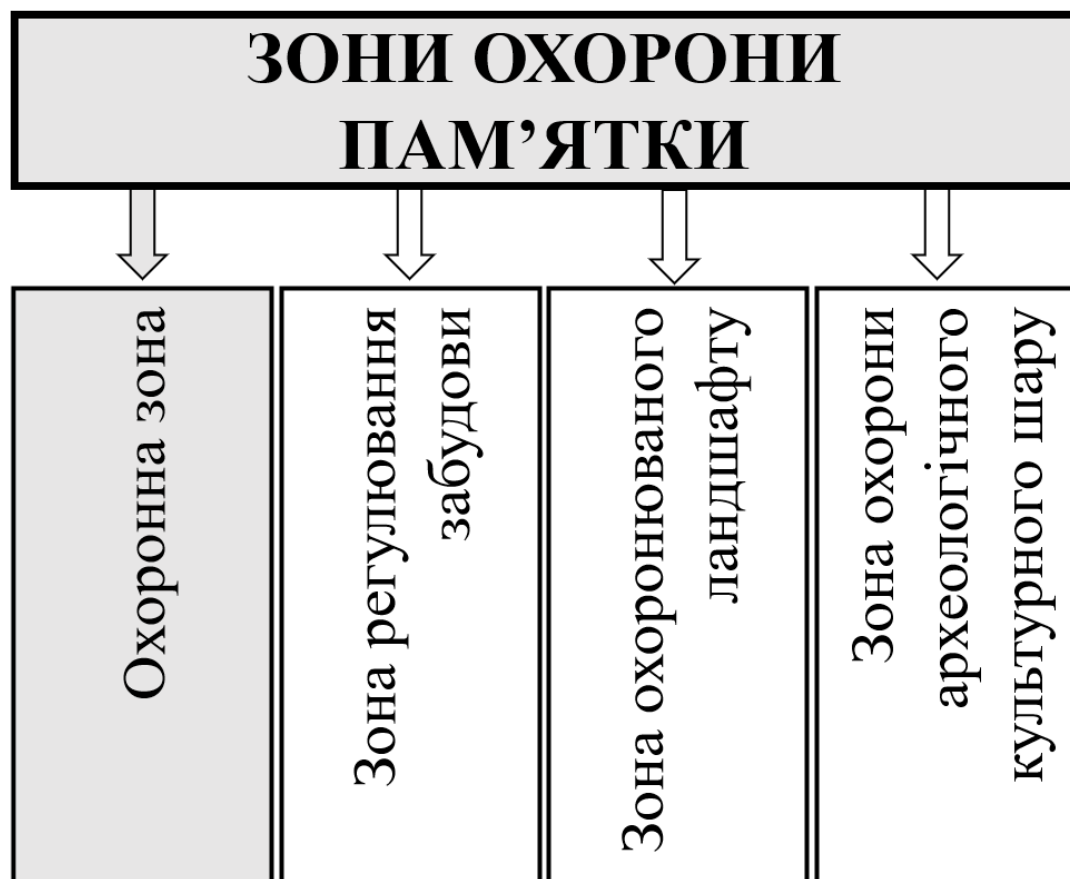 ЗОНИ ОХОРОНИ
ПАМ’ЯТКИ
Охоронна зона
Зона регулювання
забудови
Зона охоронюваного
ландшафту
Зона охорони
археологічного
культурного шару